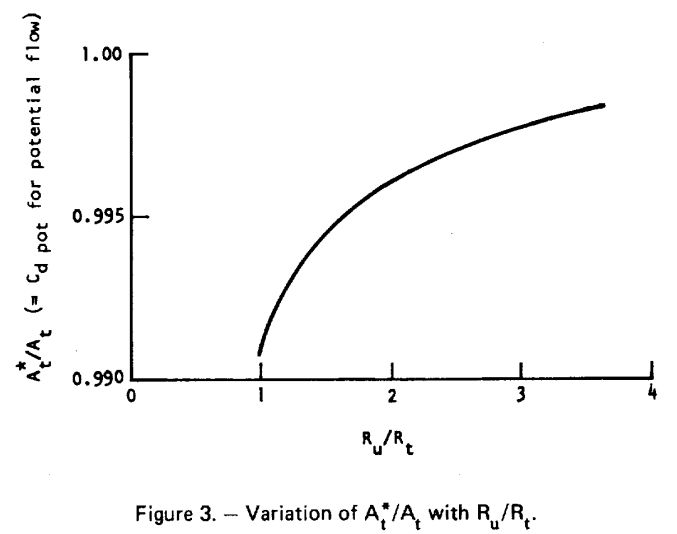 A*t/At (= Cd pot for potential flow)
1.00
0.995
0.990
0 1 2 3 4
Ru/Rt
Figure 3. — Variation of A*t/At with Ru/Rt.